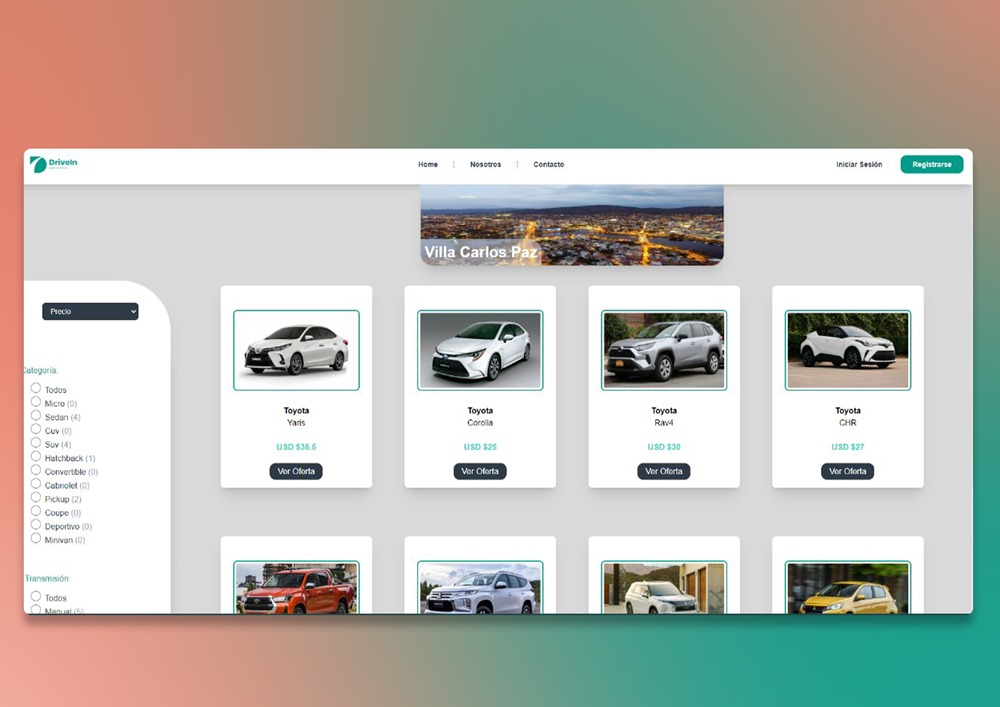 DriveIn
Home
Nosotros
Contacto
Iniciar Sesión
Registrarse
Villa Carlos Paz
Precio
Categoría:
Todos
Micro (0)
Sedan (4)
Cuv (0)
Suv (4)
Hatchback (1)
Convertible (0)
Cabriolet (0)
Pickup (2)
Coupe (0)
Deportivo (0)
Minivan (0)
Transmisión:
Todos
Manual (5)
Toyota
Yaris
USD $35.5
Ver Oferta
Toyota
Corolla
USD $25
Ver Oferta
Toyota
Rav4
USD $30
Ver Oferta
Toyota
CHR
USD $27
Ver Oferta